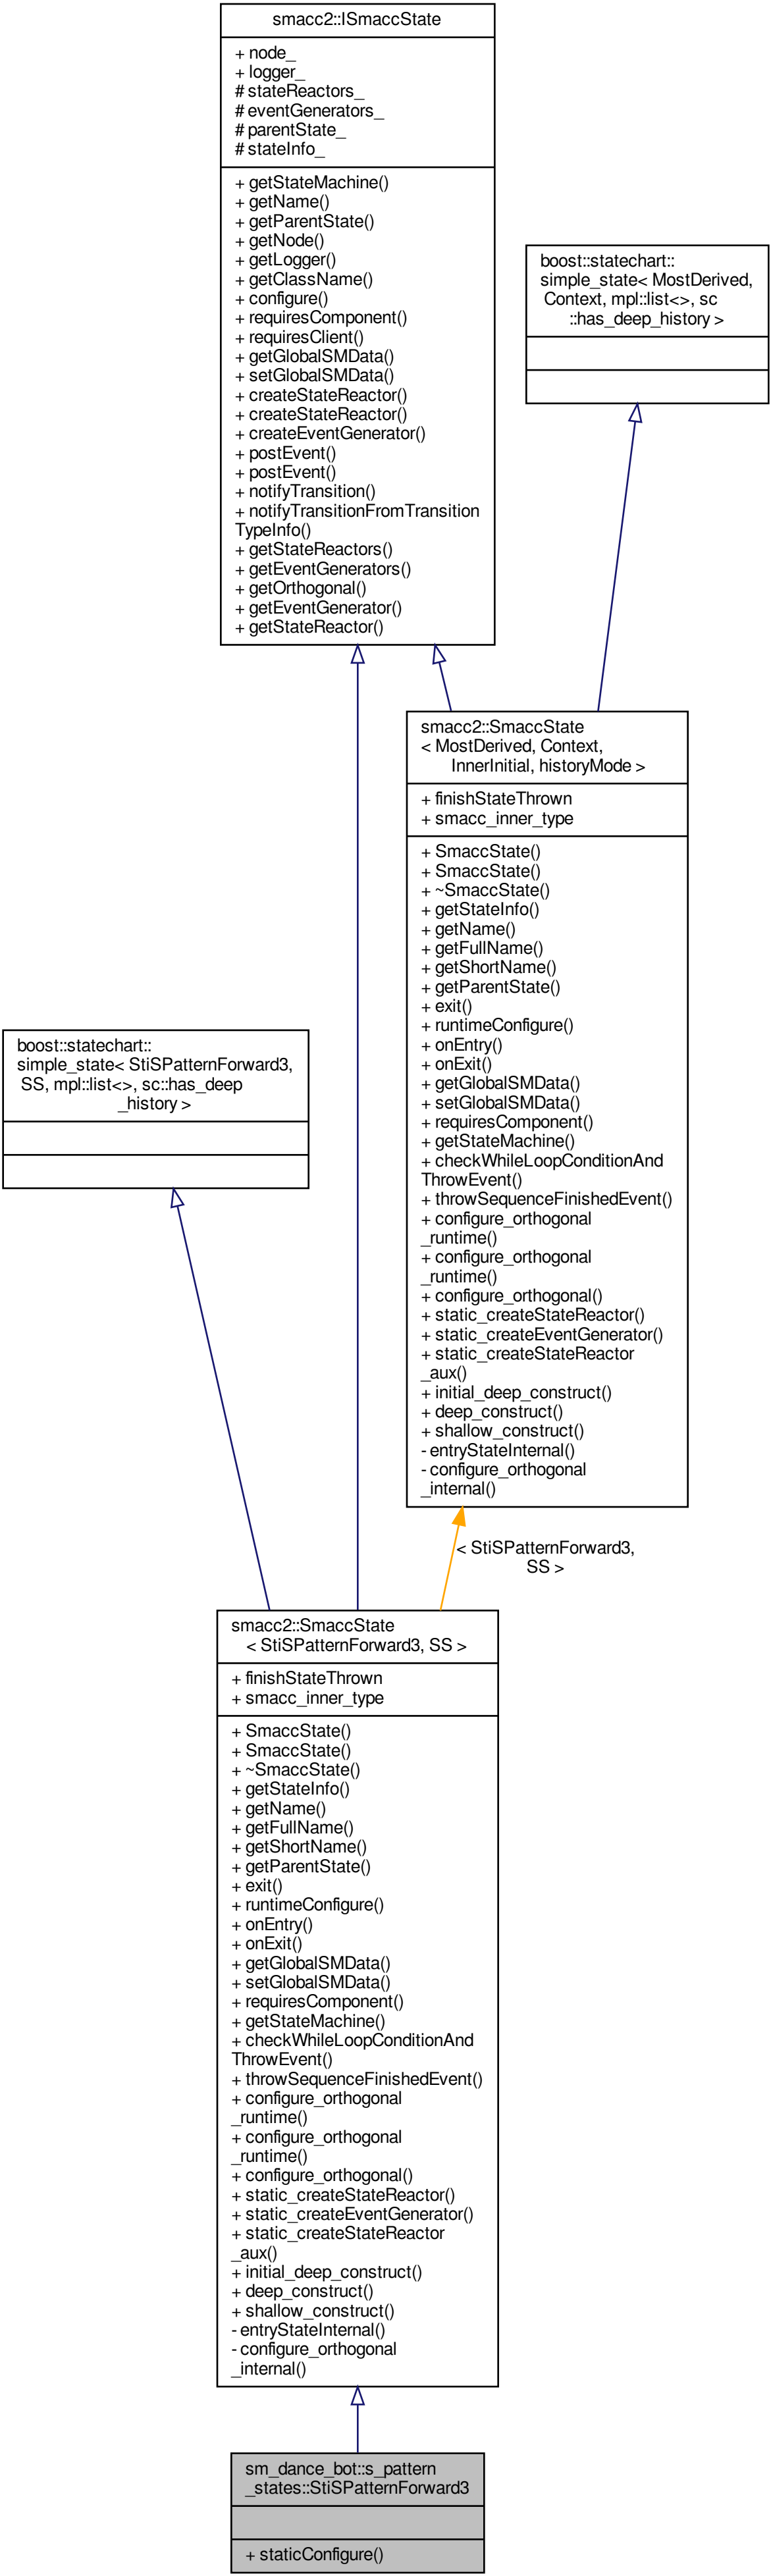 smacc2::ISmaccState
+ node_
+ logger_
# stateReactors_
# eventGenerators_
# parentState_
# stateInfo_
+ getStateMachine()
+ getName()
+ getParentState()
+ getNode()
+ getLogger()
+ getClassName()
+ configure()
+ requiresComponent()
+ requiresClient()
+ getGlobalSMData()
+ setGlobalSMData()
+ createStateReactor()
+ createStateReactor()
+ createEventGenerator()
+ postEvent()
+ postEvent()
+ notifyTransition()
+ notifyTransitionFromTransition
TypeInfo()
+ getStateReactors()
+ getEventGenerators()
+ getOrthogonal()
+ getEventGenerator()
+ getStateReactor()
boost::statechart::
simple_state< MostDerived,
Context, mpl::list<>, sc
::has_deep_history >
smacc2::SmaccState
< MostDerived, Context,
InnerInitial, historyMode >
+ finishStateThrown
+ smacc_inner_type
+ SmaccState()
+ SmaccState()
+ ~SmaccState()
+ getStateInfo()
+ getName()
+ getFullName()
+ getShortName()
+ getParentState()
+ exit()
+ runtimeConfigure()
+ onEntry()
+ onExit()
+ getGlobalSMData()
+ setGlobalSMData()
+ requiresComponent()
+ getStateMachine()
+ checkWhileLoopConditionAnd
ThrowEvent()
+ throwSequenceFinishedEvent()
+ configure_orthogonal
_runtime()
+ configure_orthogonal
_runtime()
+ configure_orthogonal()
+ static_createStateReactor()
+ static_createEventGenerator()
+ static_createStateReactor
_aux()
+ initial_deep_construct()
+ deep_construct()
+ shallow_construct()
- entryStateInternal()
- configure_orthogonal
_internal()
boost::statechart::
simple_state< StiSPatternForward3,
SS, mpl::list<>, sc::has_deep
_history >
< StiSPatternForward3,
SS >
smacc2::SmaccState
< StiSPatternForward3, SS >
+ finishStateThrown
+ smacc_inner_type
+ SmaccState()
+ SmaccState()
+ ~SmaccState()
+ getStateInfo()
+ getName()
+ getFullName()
+ getShortName()
+ getParentState()
+ exit()
+ runtimeConfigure()
+ onEntry()
+ onExit()
+ getGlobalSMData()
+ setGlobalSMData()
+ requiresComponent()
+ getStateMachine()
+ checkWhileLoopConditionAnd
ThrowEvent()
+ throwSequenceFinishedEvent()
+ configure_orthogonal
_runtime()
+ configure_orthogonal
_runtime()
+ configure_orthogonal()
+ static_createStateReactor()
+ static_createEventGenerator()
+ static_createStateReactor
_aux()
+ initial_deep_construct()
+ deep_construct()
+ shallow_construct()
- entryStateInternal()
- configure_orthogonal
_internal()
sm_dance_bot::s_pattern
_states::StiSPatternForward3
+ staticConfigure()